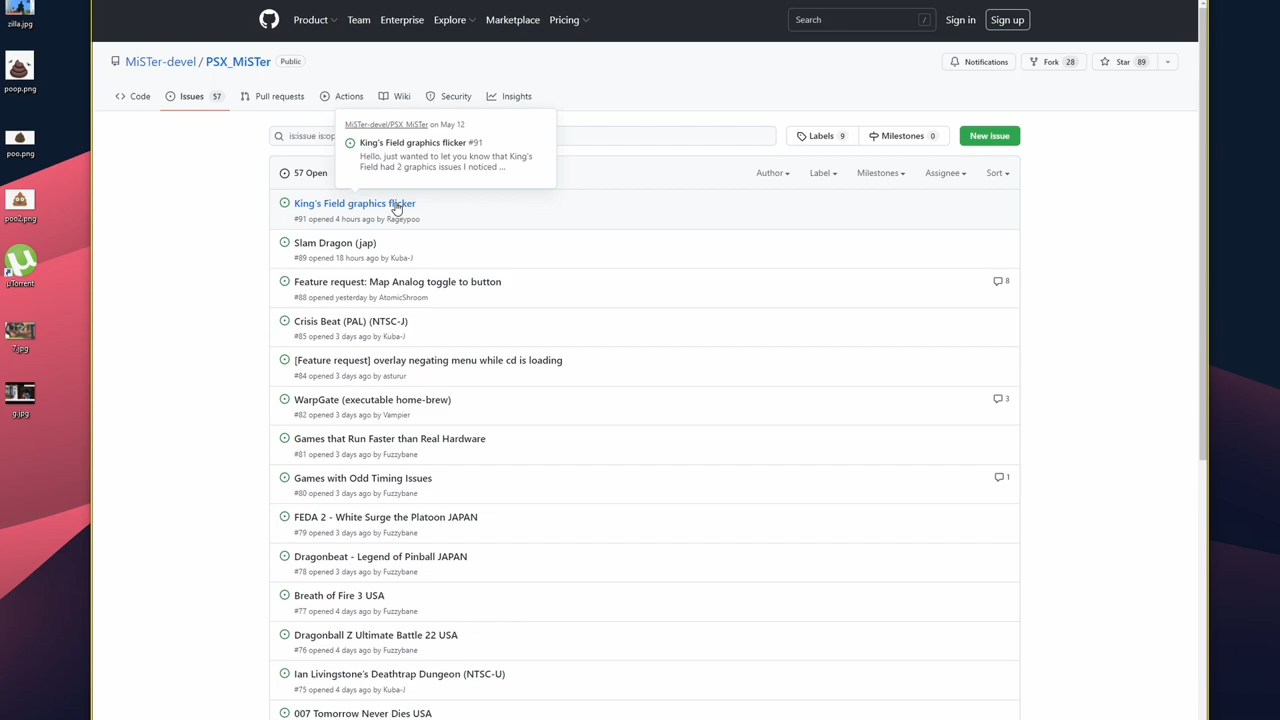 zilla.jpg
poop.png
poo.png
poo2.png
µTorrent
7.jpg
g.jpg
Product Team Enterprise Explore Marketplace Pricing Search / Sign in Sign up
MiSTer-devel / PSX_MiSTer Public Notifications Fork 28 Star 89
Code Issues 57 Pull requests Actions Wiki Security Insights
is:issue is:op Labels 9 Milestones 0 New issue
MiSTer-devel/PSX_MiSTer on May 12
King's Field graphics flicker #91
Hello, just wanted to let you know that King's
Field had 2 graphics issues I noticed ...
57 Open Author Label Milestones Assignee Sort
King's Field graphics flicker
#91 opened 4 hours ago by Rageypoo
Slam Dragon (jap)
#89 opened 18 hours ago by Kuba-J
Feature request: Map Analog toggle to button 8
#88 opened yesterday by AtomicShroom
Crisis Beat (PAL) (NTSC-J)
#85 opened 3 days ago by Kuba-J
[Feature request] overlay negating menu while cd is loading
#84 opened 3 days ago by asturur
WarpGate (executable home-brew) 3
#82 opened 3 days ago by Vampier
Games that Run Faster than Real Hardware
#81 opened 3 days ago by Fuzzybane
Games with Odd Timing Issues 1
#80 opened 3 days ago by Fuzzybane
FEDA 2 - White Surge the Platoon JAPAN
#79 opened 3 days ago by Fuzzybane
Dragonbeat - Legend of Pinball JAPAN
#78 opened 3 days ago by Fuzzybane
Breath of Fire 3 USA
#77 opened 4 days ago by Fuzzybane
Dragonball Z Ultimate Battle 22 USA
#76 opened 4 days ago by Fuzzybane
Ian Livingstone's Deathtrap Dungeon (NTSC-U)
#75 opened 4 days ago by Kuba-J
007 Tomorrow Never Dies USA